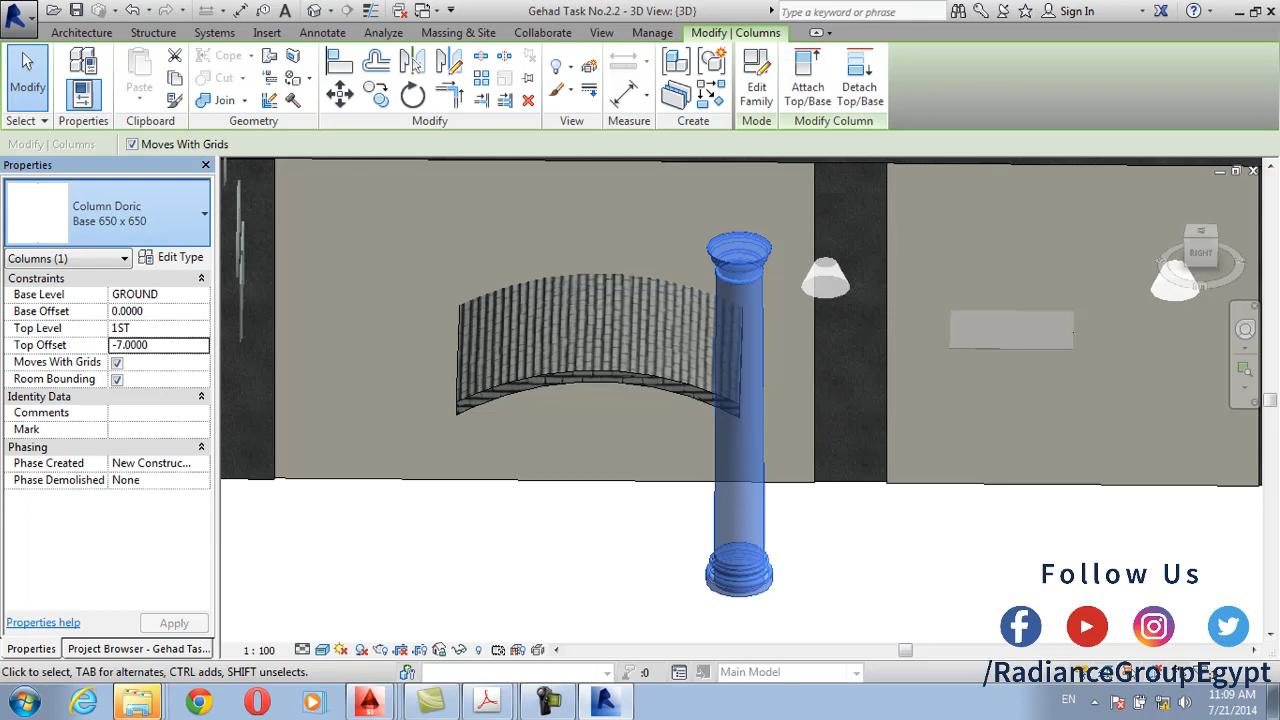 Gehad Task No.2.2 - 3D View: {3D}
Type a keyword or phrase
Sign In
Architecture
Structure
Systems
Insert
Annotate
Analyze
Massing & Site
Collaborate
View
Manage
Modify | Columns
Modify
Cope
Cut
Join
Paste
Edit
Family
Attach
Top/Base
Detach
Top/Base
Select
Properties
Clipboard
Geometry
Modify
View
Measure
Create
Mode
Modify Column
Modify | Columns
Moves With Grids
Properties
Column Doric
Base 650 x 650
Columns (1)
Edit Type
Constraints
Base Level GROUND
Base Offset 0.0000
Top Level 1ST
Top Offset -7.0000
Moves With Grids
Room Bounding
Identity Data
Comments
Mark
Phasing
Phase Created New Construc...
Phase Demolished None
RIGHT
Properties help
Apply
Properties
Project Browser - Gehad Tas...
1 : 100
Follow Us
/RadianceGroupEgypt
Click to select, TAB for alternates, CTRL adds, SHIFT unselects.
:0
Main Model
EN
11:09 AM
7/21/2014